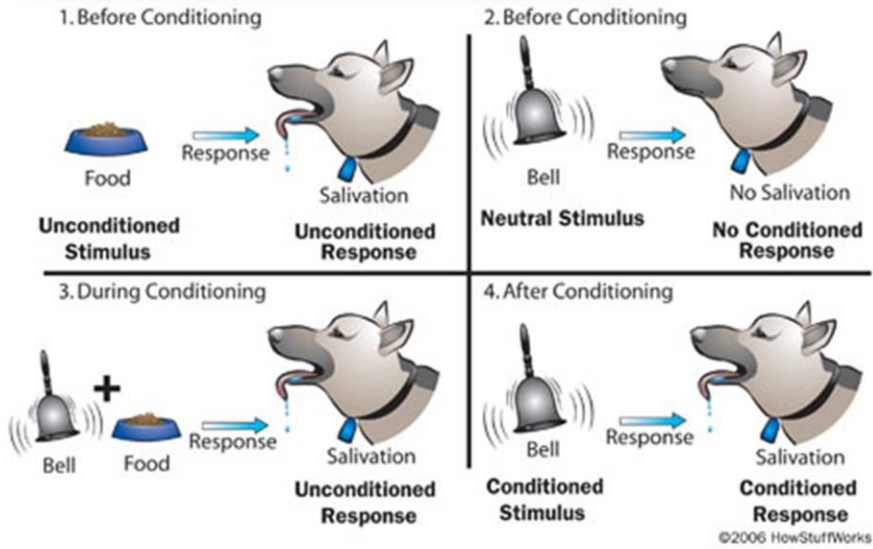 1. Before Conditioning
Food
Response
Salivation
Unconditioned
Stimulus
Unconditioned
Response
2. Before Conditioning
Bell
Response
No Salivation
Neutral Stimulus
No Conditioned
Response
3. During Conditioning
+
Bell
Food
Response
Salivation
Unconditioned
Response
4. After Conditioning
Bell
Response
Salivation
Conditioned
Stimulus
Conditioned
Response
©2006 HowStuffWorks